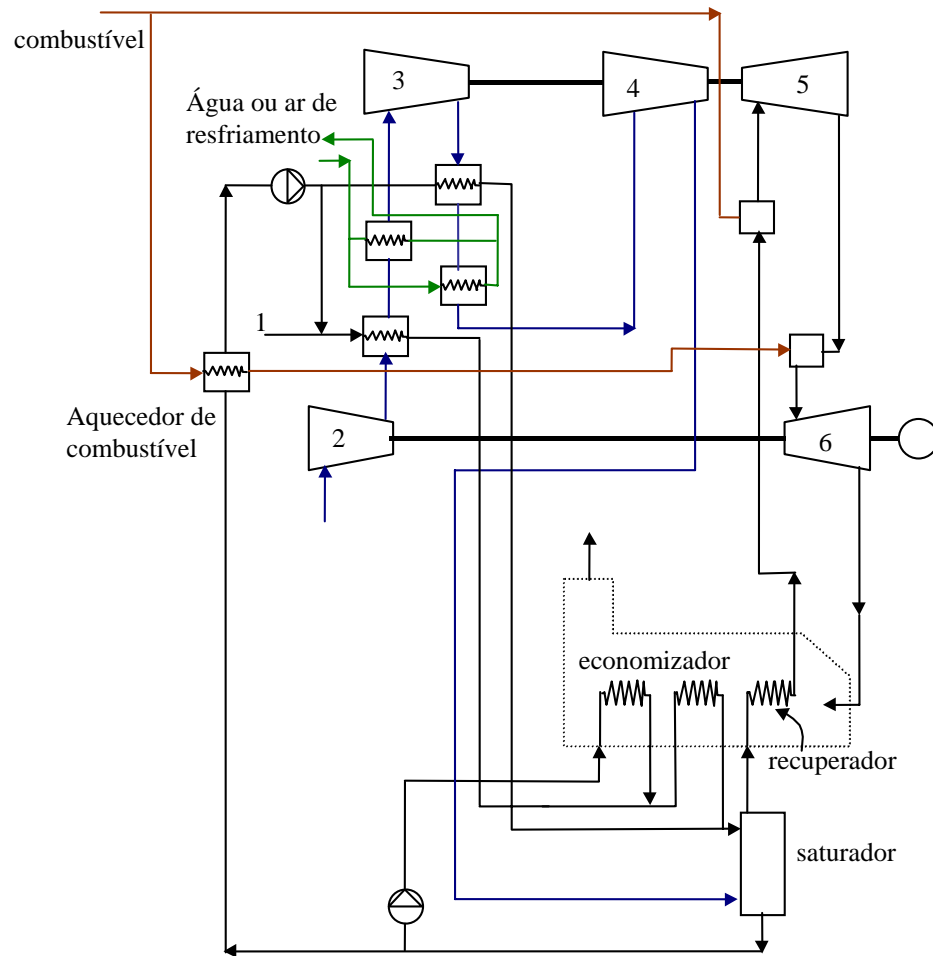 combustível
3
4
5
Água ou ar de
resfriamento
1
Aquecedor de
combustível
2
6
economizador
recuperador
saturador